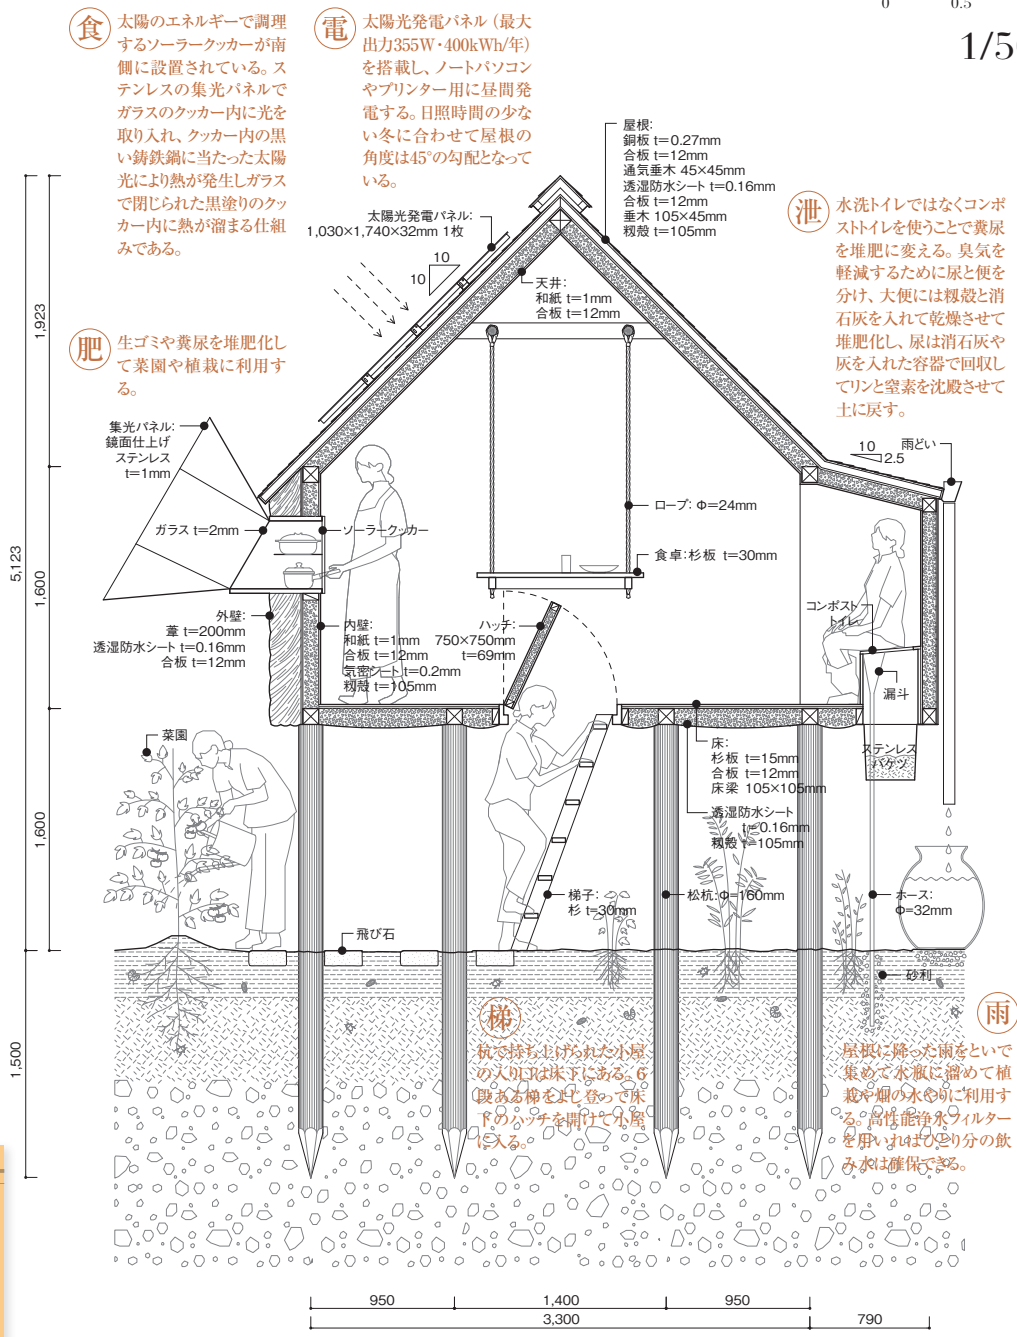 0 0.5
1/5
食
太陽のエネルギーで調理
するソーラークッカーが南
側に設置されている。ス
テンレスの集光パネルで
ガラスのクッカー内に光を
取り入れ、クッカー内の黒
い鋳鉄鍋に当たった太陽
光により熱が発生しガラス
で閉じられた黒塗りのクッ
カー内に熱が溜まる仕組
みである。
電
太陽光発電パネル（最大
出力355W・400kWh/年）
を搭載し、ノートパソコン
やプリンター用に昼間発
電する。日照時間の少な
い冬に合わせて屋根の
角度は45°の勾配となって
いる。
屋根:
銅板 t=0.27mm
合板 t=12mm
通気垂木 45×45mm
透湿防水シート t=0.16mm
合板 t=12mm
垂木 105×45mm
籾殻 t=105mm
泄
水洗トイレではなくコンポ
ストトイレを使うことで糞尿
を堆肥に変える。臭気を
軽減するために尿と便を
分け、大便には籾殻と消
石灰を入れて乾燥させて
堆肥化し、尿は消石灰や
灰を入れた容器で回収し
てリンと窒素を沈殿させて
土に戻す。
太陽光発電パネル:
1,030×1,740×32mm 1枚
10
10
天井:
和紙 t=1mm
合板 t=12mm
肥
生ゴミや糞尿を堆肥化し
て菜園や植栽に利用す
る。
集光パネル:
鏡面仕上げ
ステンレス
t=1mm
10
2.5
雨どい
ガラス t=2mm
ソーラークッカー
ロープ: Φ=24mm
食卓:杉板 t=30mm
外壁:
葦 t=200mm
透湿防水シート t=0.16mm
合板 t=12mm
内壁:
和紙 t=1mm
合板 t=12mm
気密シート t=0.2mm
籾殻 t=105mm
ハッチ:
750×750mm
t=69mm
コンポスト
トイレ
漏斗
ステンレス
バケツ
菜園
床:
杉板 t=15mm
合板 t=12mm
床梁 105×105mm
透湿防水シート
t=0.16mm
籾殻 t=105mm
梯子:
杉 t=30mm
松杭:Φ=160mm
ホース:
Φ=32mm
飛び石
砂利
梯
杭で持ち上げられた小屋
の入り口は床下にある。6
段ある梯をよじ登って床
下のハッチを開けて小屋
に入る。
雨
屋根に降った雨をといで
集めて水瓶に溜めて植
栽や畑の水やりに利用す
る。高性能浄水フィルター
を用いればひとり分の飲
み水は確保できる。
1,923
5,123
1,600
1,600
1,500
950 1,400 950
3,300 790